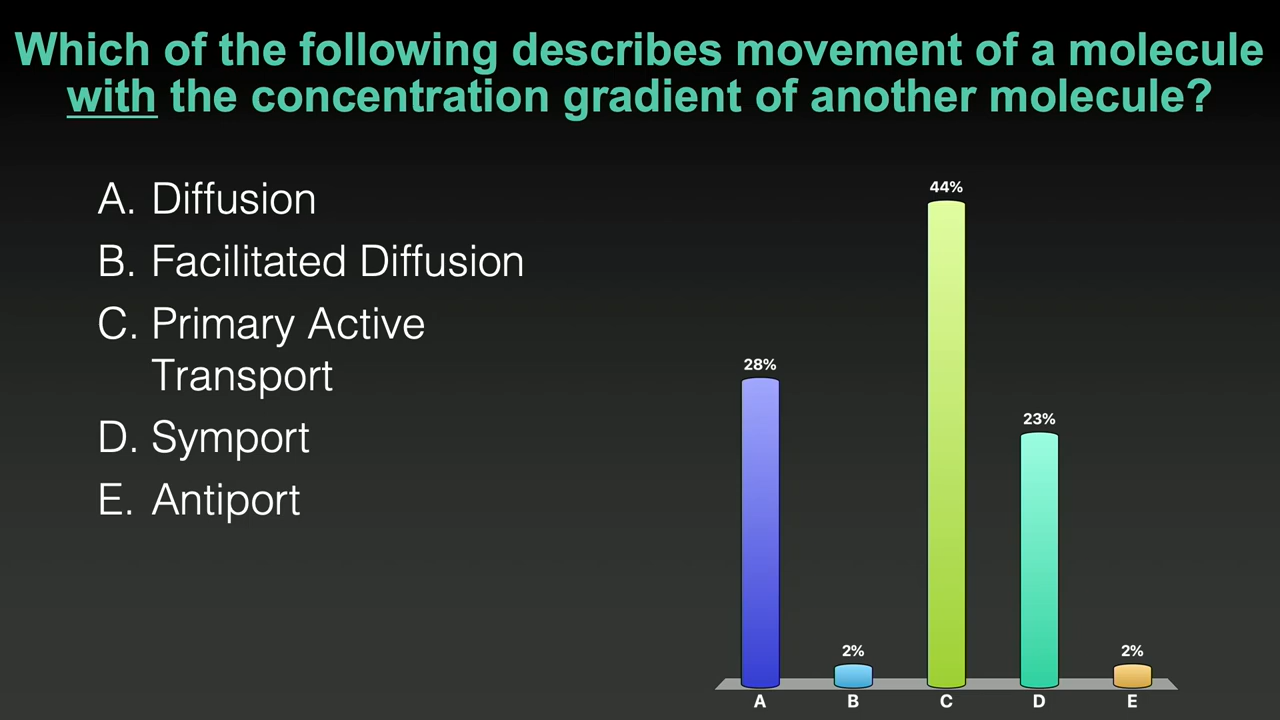 Which of the following describes movement of a molecule
with the concentration gradient of another molecule?
A. Diffusion
B. Facilitated Diffusion
C. Primary Active
Transport
D. Symport
E. Antiport
44%
28%
23%
2%
2%
A B C D E